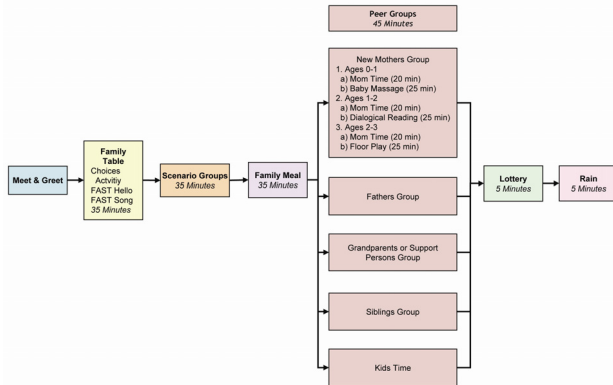 Peer Groups
45 Minutes
New Mothers Group
1. Ages 0-1
a) Mom Time (20 min)
b) Baby Massage (25 min)
2. Ages 1-2
a) Mom Time (20 min)
b) Dialogical Reading (25 min)
3. Ages 2-3
a) Mom Time (20 min)
b) Floor Play (25 min)
Meet & Greet
Family
Table
Choices
Actvitiy
FAST Hello
FAST Song
35 Minutes
Scenario Groups
35 Minutes
Family Meal
35 Minutes
Fathers Group
Grandparents or Support
Persons Group
Siblings Group
Kids Time
Lottery
5 Minutes
Rain
5 Minutes